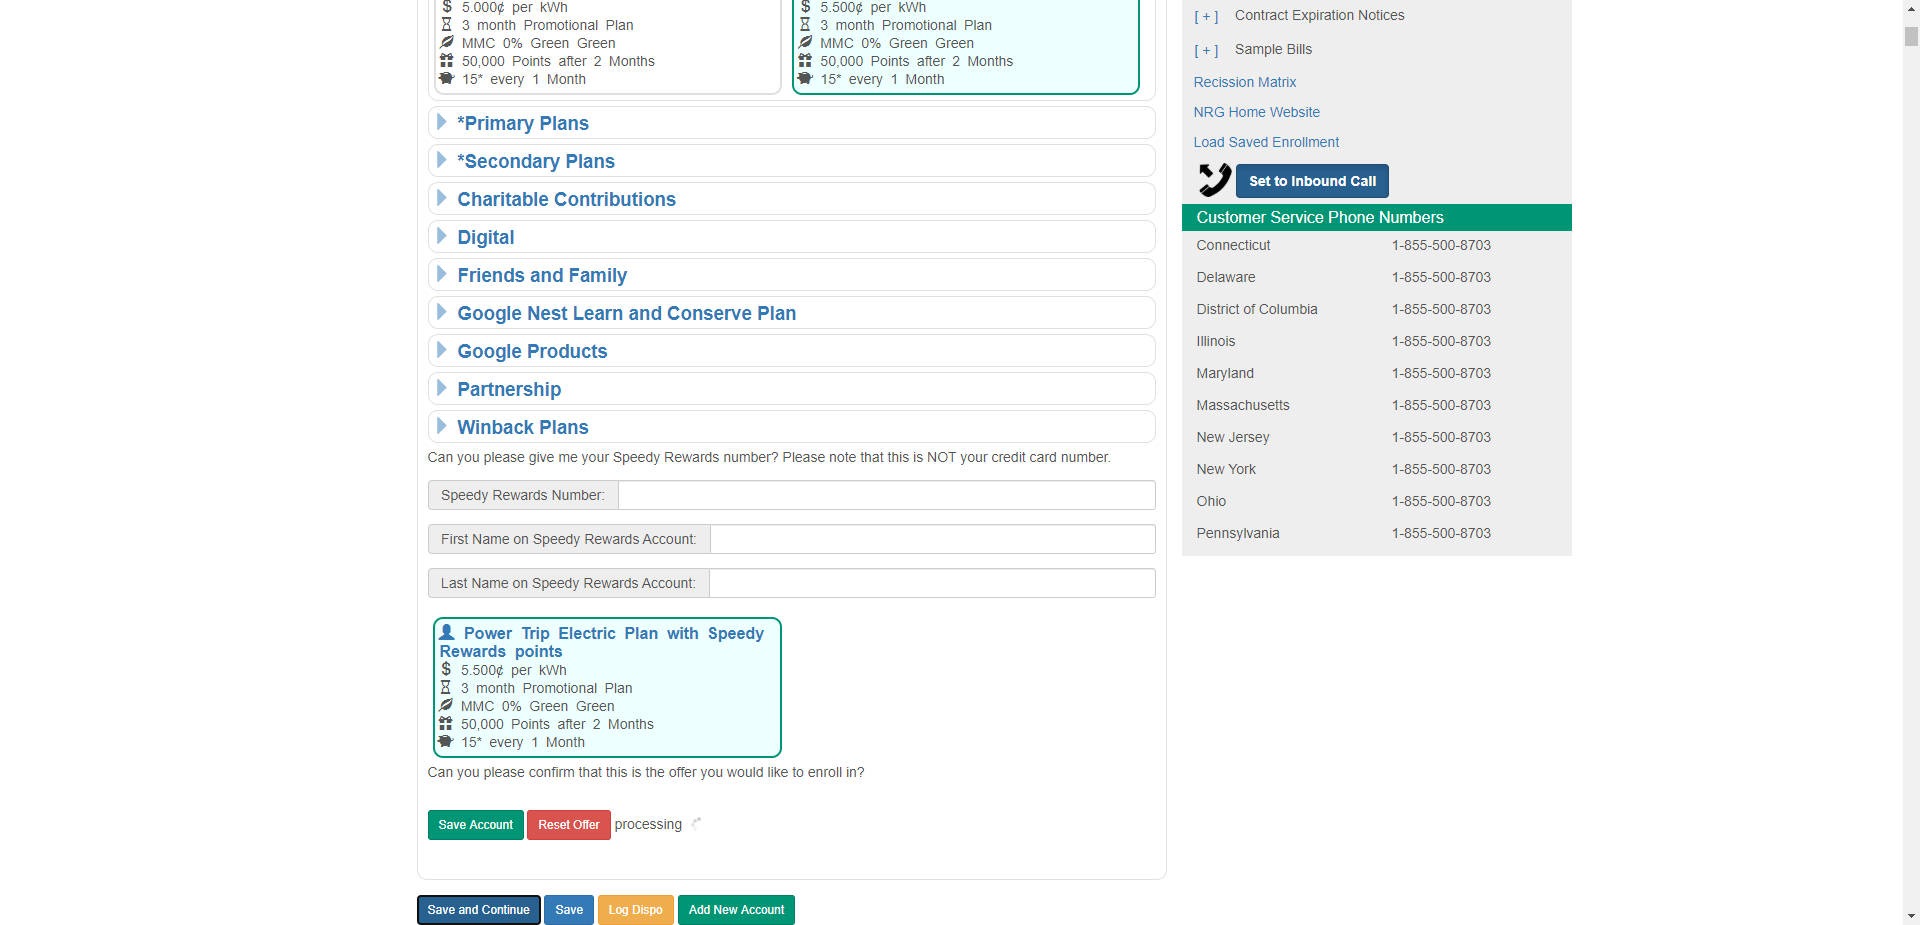 5.000¢ per kWh
3 month Promotional Plan
MMC 0% Green Green
50,000 Points after 2 Months
15* every 1 Month
5.500¢ per kWh
3 month Promotional Plan
MMC 0% Green Green
50,000 Points after 2 Months
15* every 1 Month
*Primary Plans
*Secondary Plans
Charitable Contributions
Digital
Friends and Family
Google Nest Learn and Conserve Plan
Google Products
Partnership
Winback Plans
Can you please give me your Speedy Rewards number? Please note that this is NOT your credit card number.
Speedy Rewards Number:
First Name on Speedy Rewards Account:
Last Name on Speedy Rewards Account:
Power Trip Electric Plan with Speedy
Rewards points
5.500¢ per kWh
3 month Promotional Plan
MMC 0% Green Green
50,000 Points after 2 Months
15* every 1 Month
Can you please confirm that this is the offer you would like to enroll in?
Save Account Reset Offer processing
Save and Continue Save Log Dispo Add New Account
[ + ] Contract Expiration Notices
[ + ] Sample Bills
Recission Matrix
NRG Home Website
Load Saved Enrollment
Set to Inbound Call
Customer Service Phone Numbers
Connecticut 1-855-500-8703
Delaware 1-855-500-8703
District of Columbia 1-855-500-8703
Illinois 1-855-500-8703
Maryland 1-855-500-8703
Massachusetts 1-855-500-8703
New Jersey 1-855-500-8703
New York 1-855-500-8703
Ohio 1-855-500-8703
Pennsylvania 1-855-500-8703